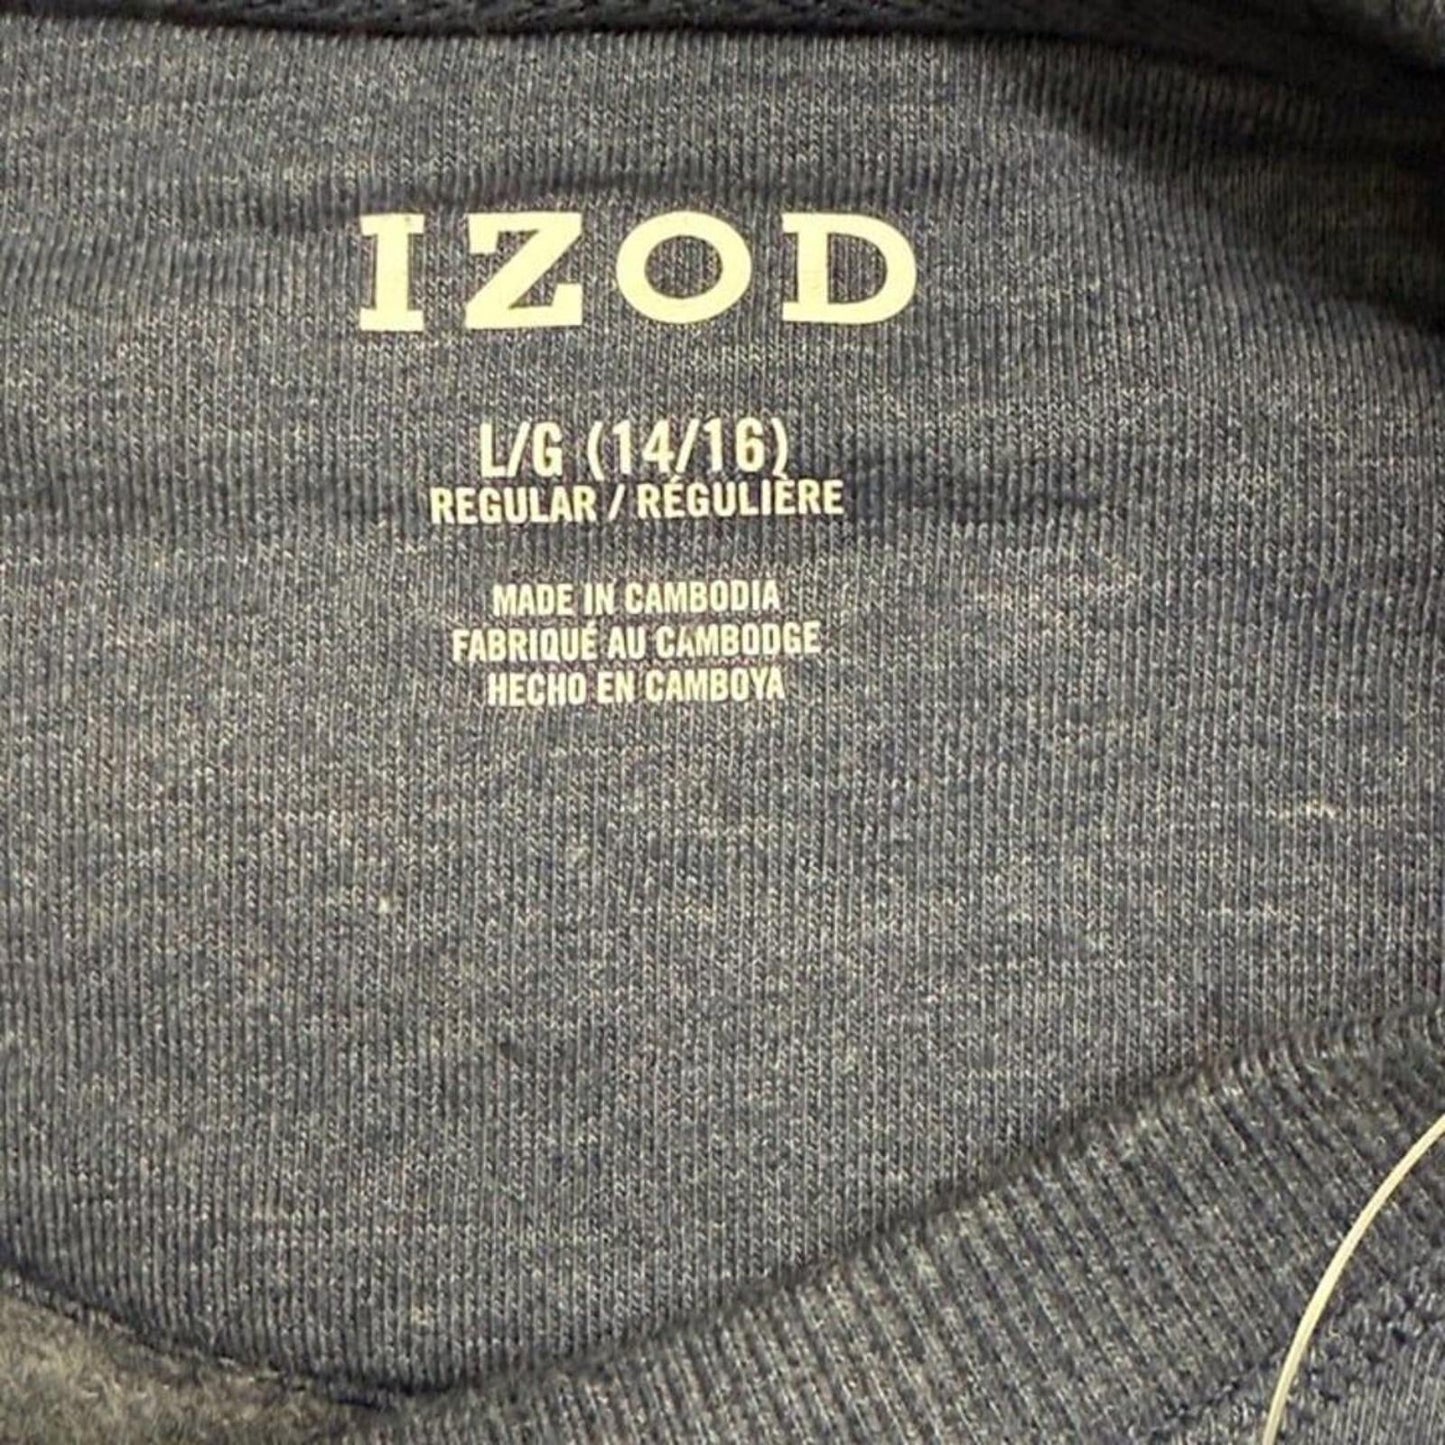 IZOD
L/G (14/16)
REGULAR / RÉGULIÈRE
MADE IN CAMBODIA
FABRIQUÉ AU CAMBODGE
HECHO EN CAMBOYA